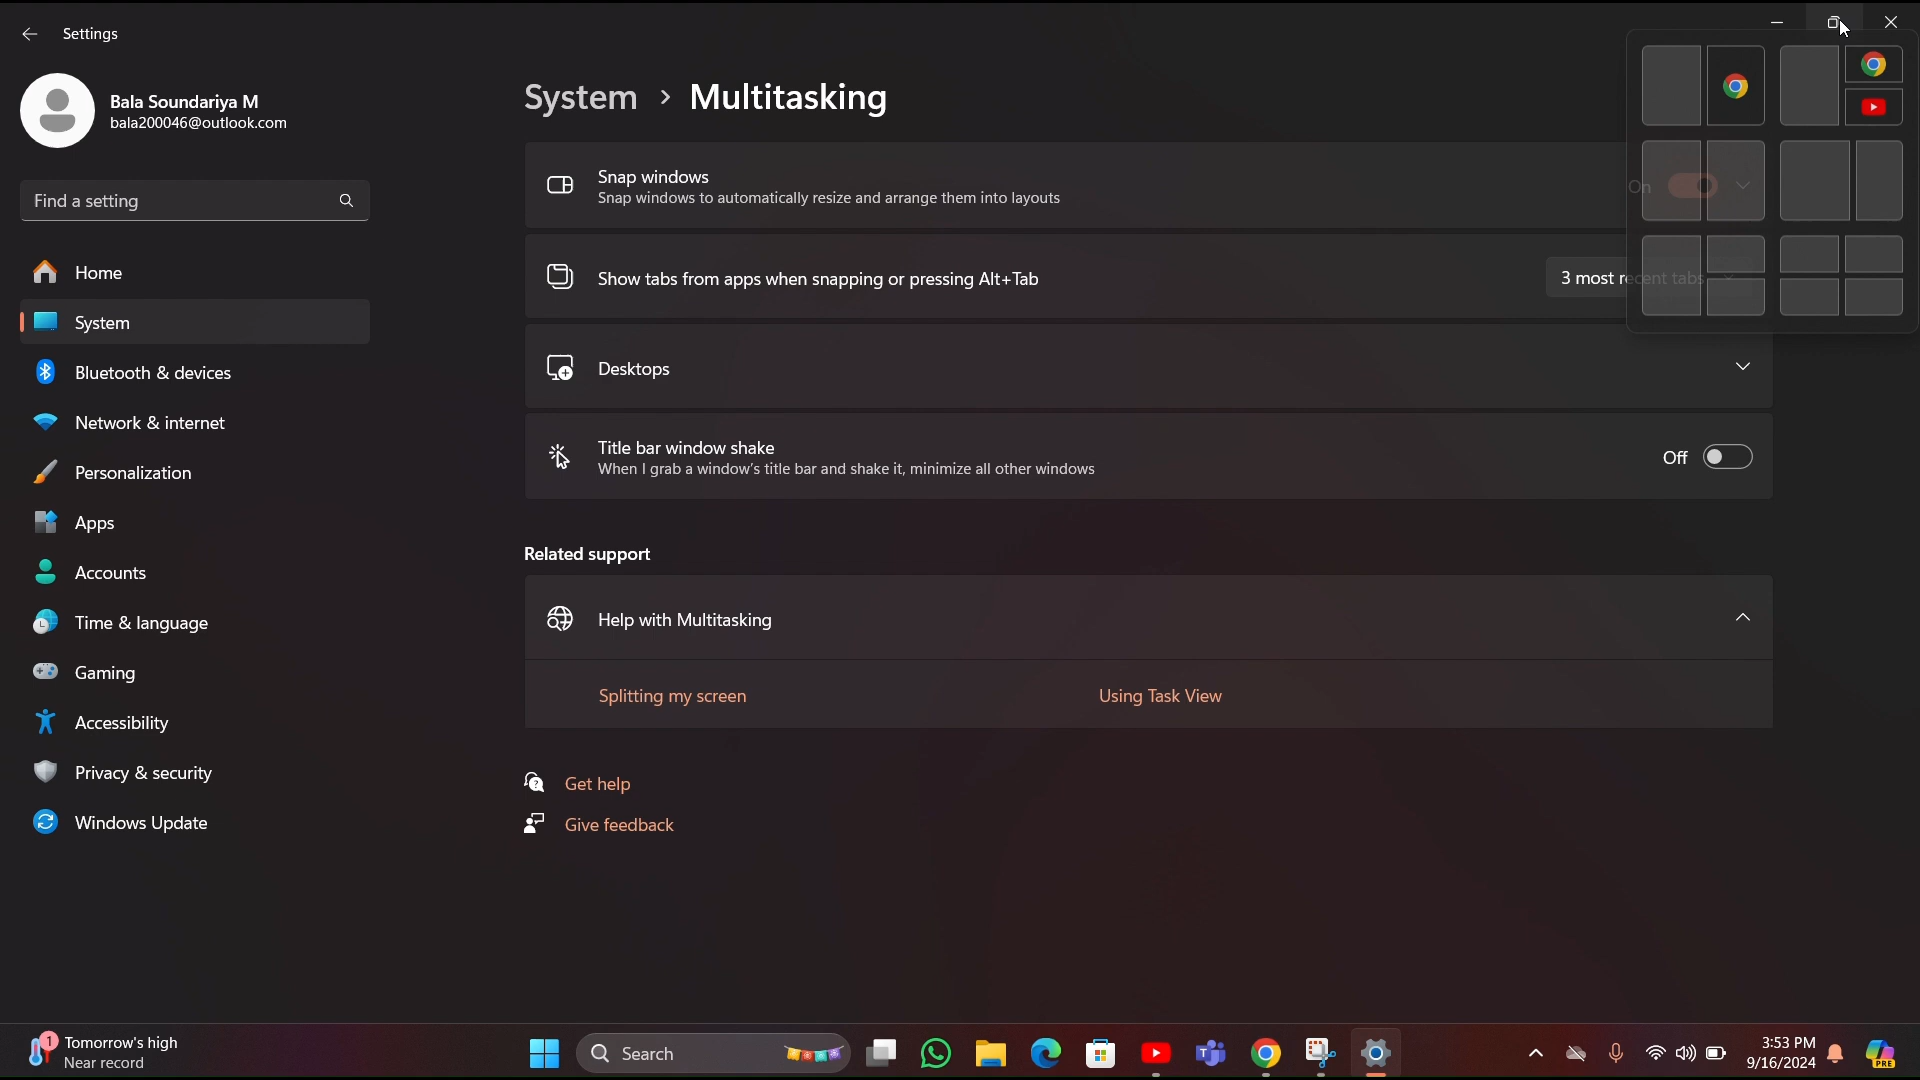 Settings
Bala Soundariya M
bala200046@outlook.com
Find a setting
Home
System
Bluetooth & devices
Network & internet
Personalization
Apps
Accounts
Time & language
Gaming
Accessibility
Privacy & security
Windows Update
System > Multitasking
Snap windows
Snap windows to automatically resize and arrange them into layouts
On
Show tabs from apps when snapping or pressing Alt+Tab
3 most recent tabs
Desktops
Title bar window shake
When I grab a window's title bar and shake it, minimize all other windows
Off
Related support
Help with Multitasking
Splitting my screen
Using Task View
Get help
Give feedback
1
Tomorrow's high
Near record
Search
3:53 PM
9/16/2024
PRE